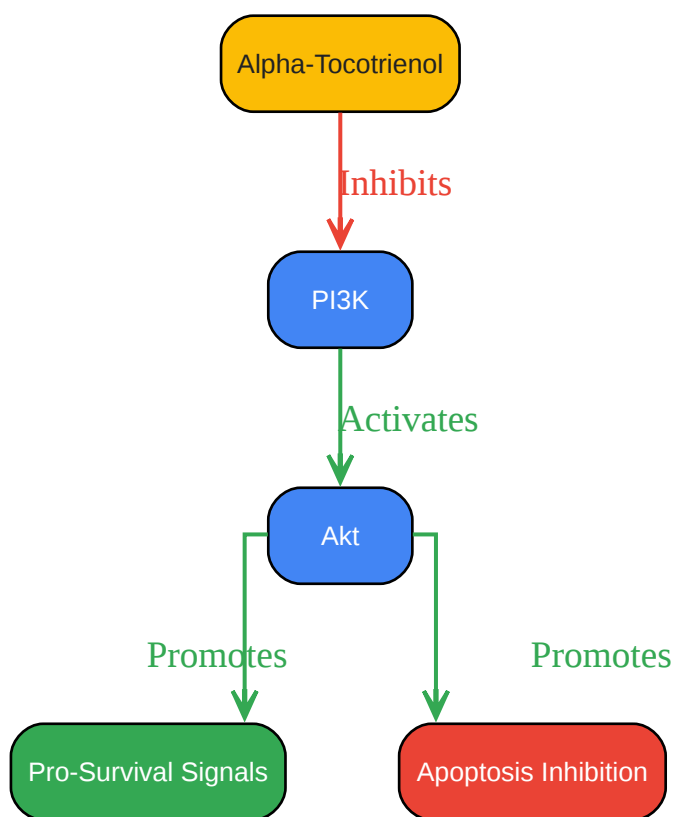 Alpha-Tocotrienol
Inhibits
PI3K
Activates
Akt
Promotes
Promotes
Pro-Survival Signals
Apoptosis Inhibition